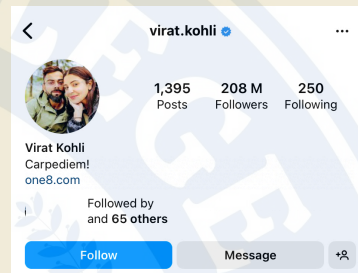 virat.kohli
1,395 208 M 250
Posts Followers Following
Virat Kohli
Carpediem!
one8.com
Followed by
and 65 others
Follow Message